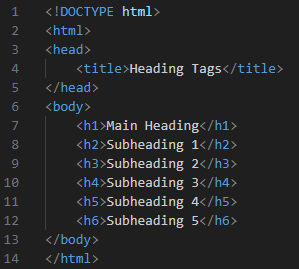 1 <!DOCTYPE html>
2 <html>
3 <head>
4     <title>Heading Tags</title>
5 </head>
6 <body>
7     <h1>Main Heading</h1>
8     <h2>Subheading 1</h2>
9     <h3>Subheading 2</h3>
10     <h4>Subheading 3</h4>
11     <h5>Subheading 4</h5>
12     <h6>Subheading 5</h6>
13 </body>
14 </html>